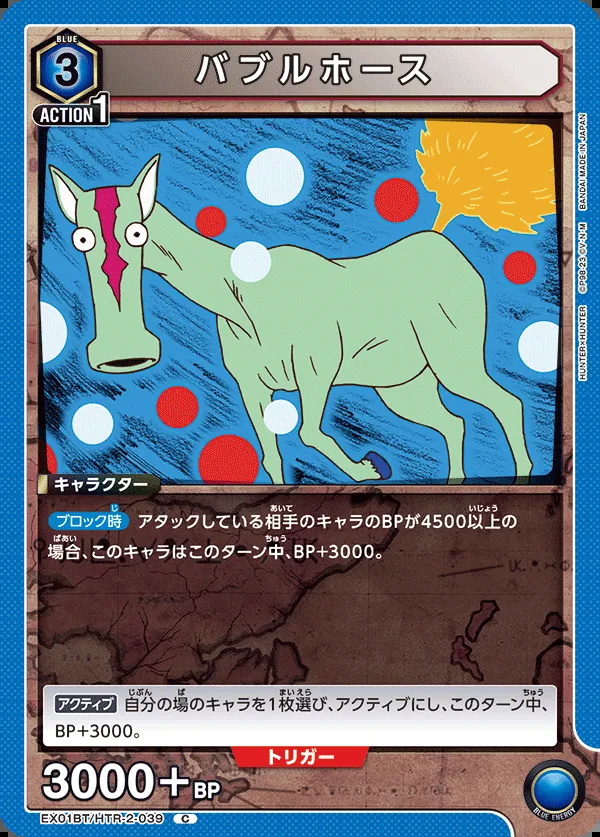 BLUE
3
バブルホース
ACTION 1
BANDAI MADE IN JAPAN
©P98-23 ©V・N・M
HUNTER×HUNTER
キャラクター
ブロック時 アタックしている相手のキャラのBPが4500以上の
場合、このキャラはこのターン中、BP+3000。
アクティブ 自分の場のキャラを1枚選び、アクティブにし、このターン中、
BP+3000。
トリガー
3000+BP
BLUE ENERGY
EX01BT/HTR-2-039 C